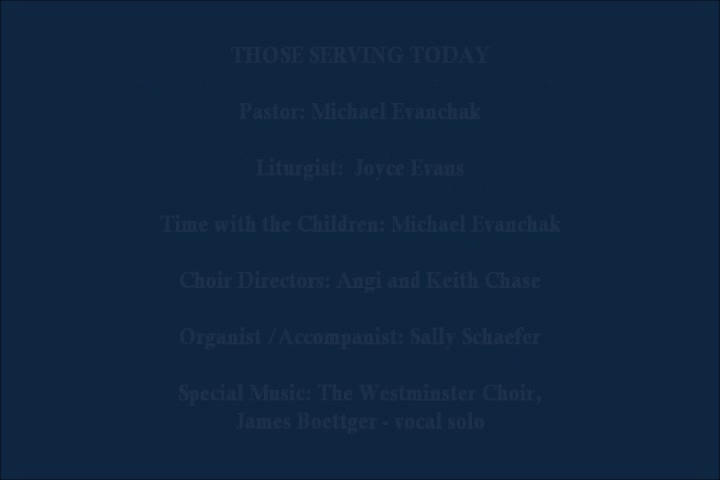 THOSE SERVING TODAY
Pastor: Michael Evanchak
Liturgist:  Joyce Evans
Time with the Children: Michael Evanchak
Choir Directors: Angi and Keith Chase
Organist /Accompanist: Sally Schaefer
Special Music: The Westminster Choir,
James Boettger - vocal solo